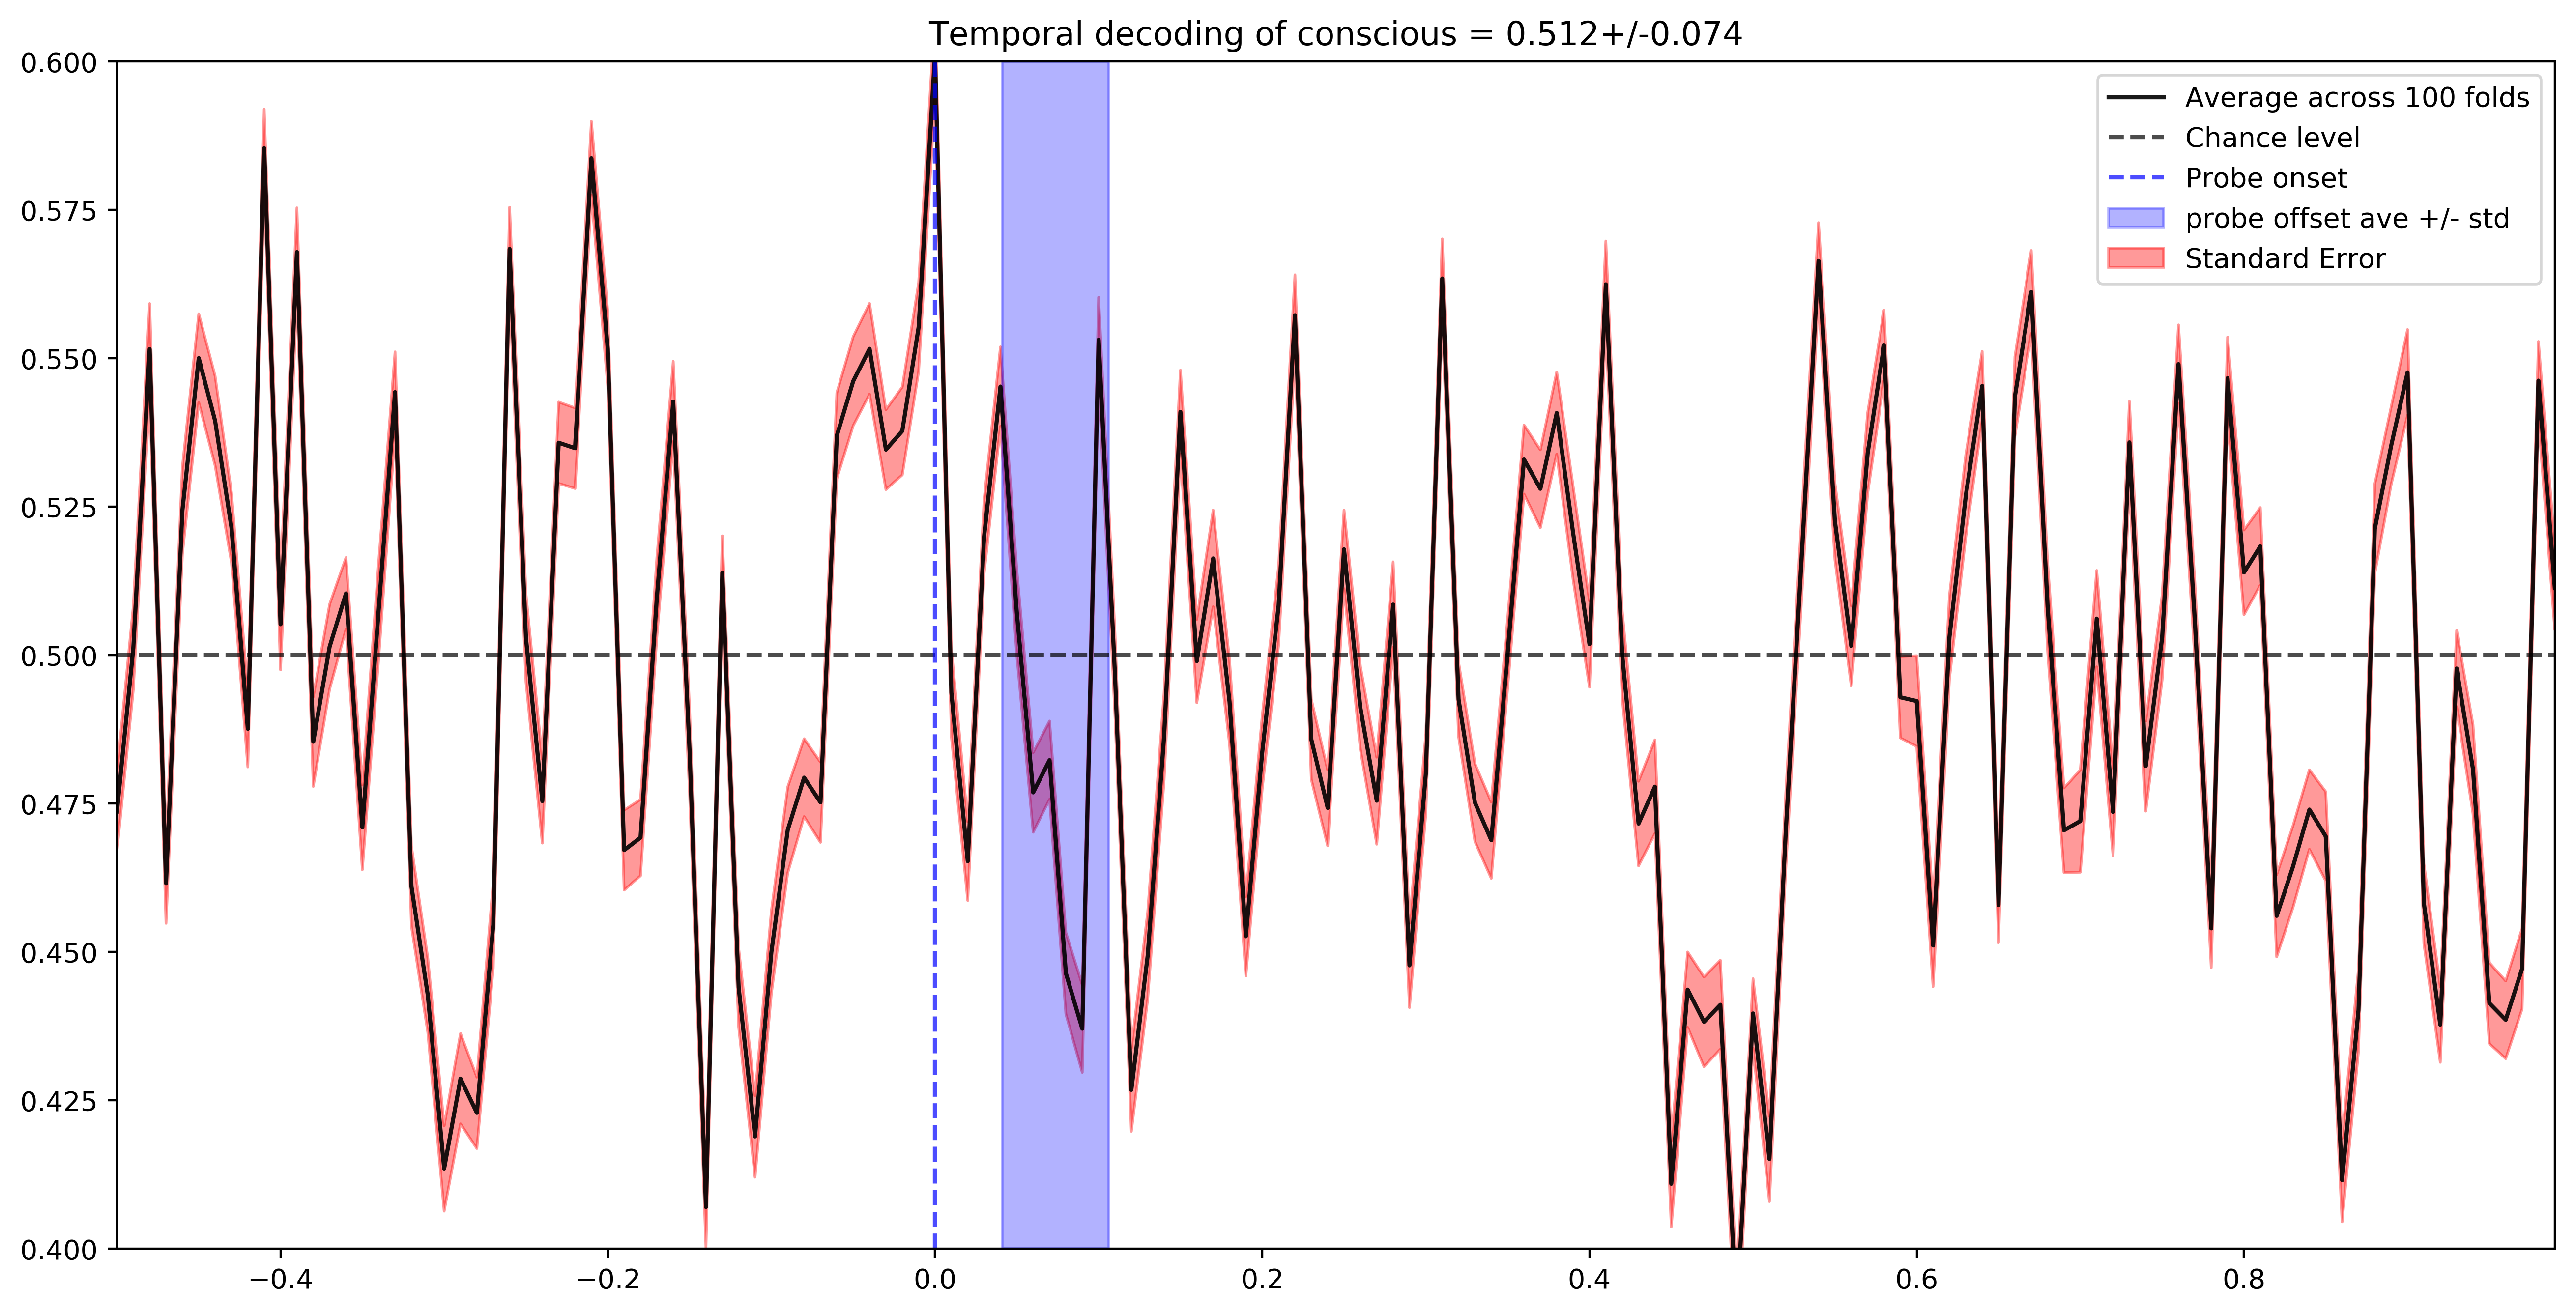 Temporal decoding of conscious = 0.512+/-0.074
0.600
0.575
0.550
0.525
0.500
0.475
0.450
0.425
0.400
Average across 100 folds
Chance level
Probe onset
probe offset ave +/- std
Standard Error
−0.4
−0.2
0.0
0.2
0.4
0.6
0.8